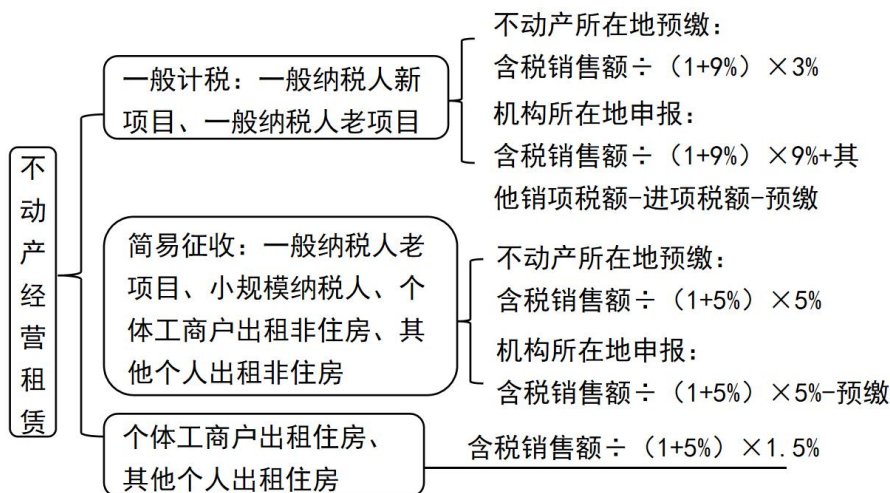 不动产经营租赁
一般计税：一般纳税人新
项目、一般纳税人老项目
不动产所在地预缴：
含税销售额÷（1+9%）×3%
机构所在地申报：
含税销售额÷（1+9%）×9%+其
他销项税额-进项税额-预缴
简易征收：一般纳税人老
项目、小规模纳税人、个
体工商户出租非住房、其
他个人出租非住房
不动产所在地预缴：
含税销售额÷（1+5%）×5%
机构所在地申报：
含税销售额÷（1+5%）×5%-预缴
个体工商户出租住房、
其他个人出租住房
含税销售额÷（1+5%）×1.5%